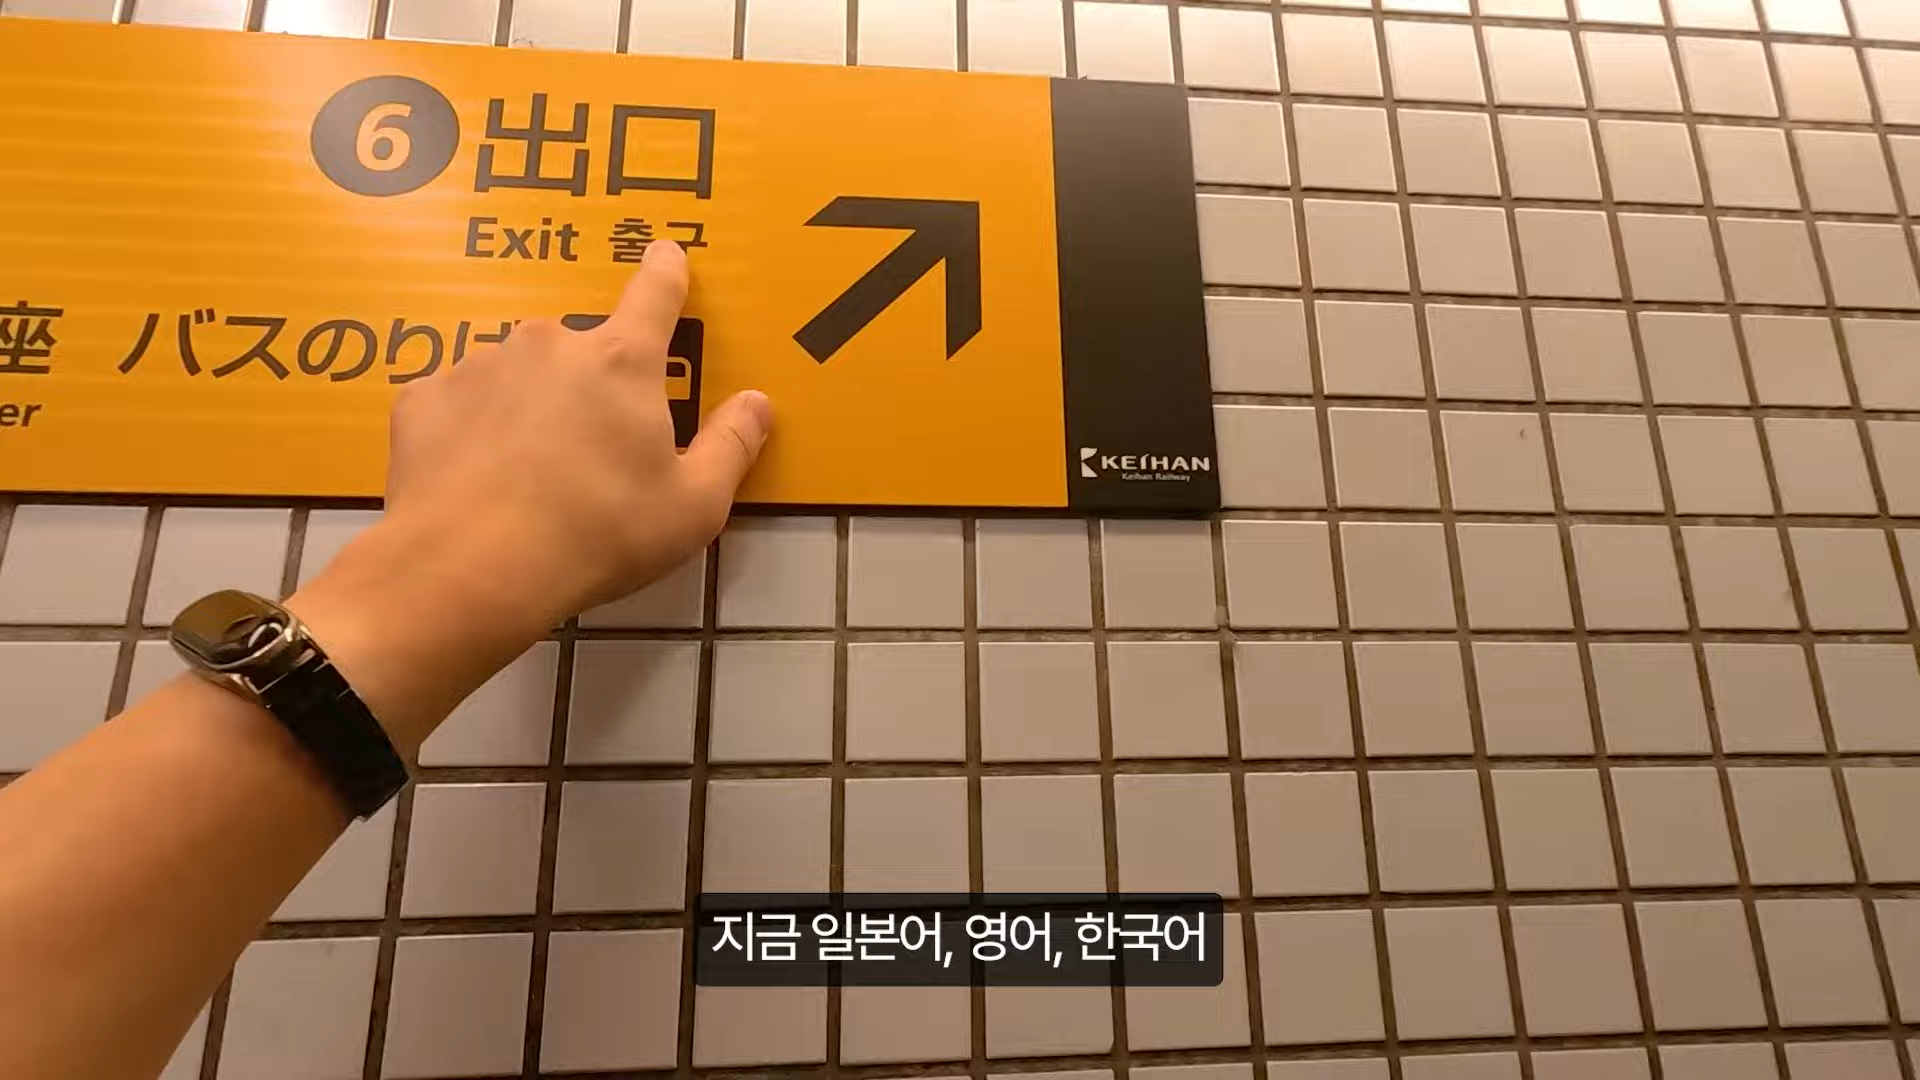 6 出口
Exit 출구
座 バスのりば
er
KEIHAN
Keihan Railway
지금 일본어, 영어, 한국어